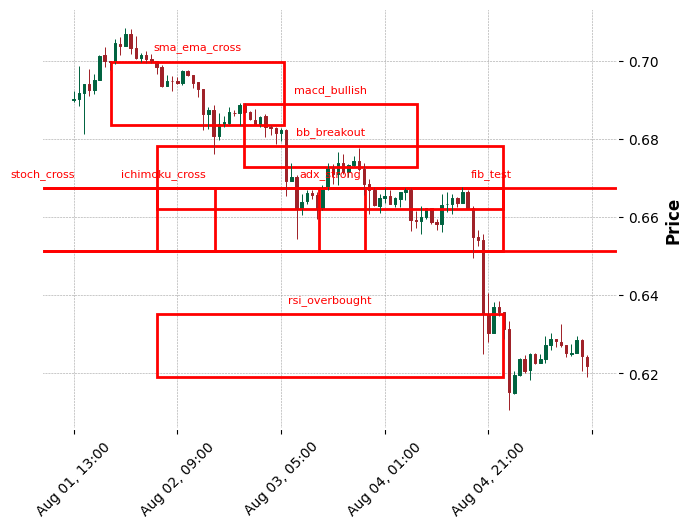 sma_ema_cross
0.70
macd_bullish
bb_breakout
0.68
stoch_cross
ichimoku_cross
adx_strong
fib_test
0.66
Price
rsi_overbought
0.64
0.62
Aug 01, 13:00
Aug 02, 09:00
Aug 03, 05:00
Aug 04, 01:00
Aug 04, 21:00